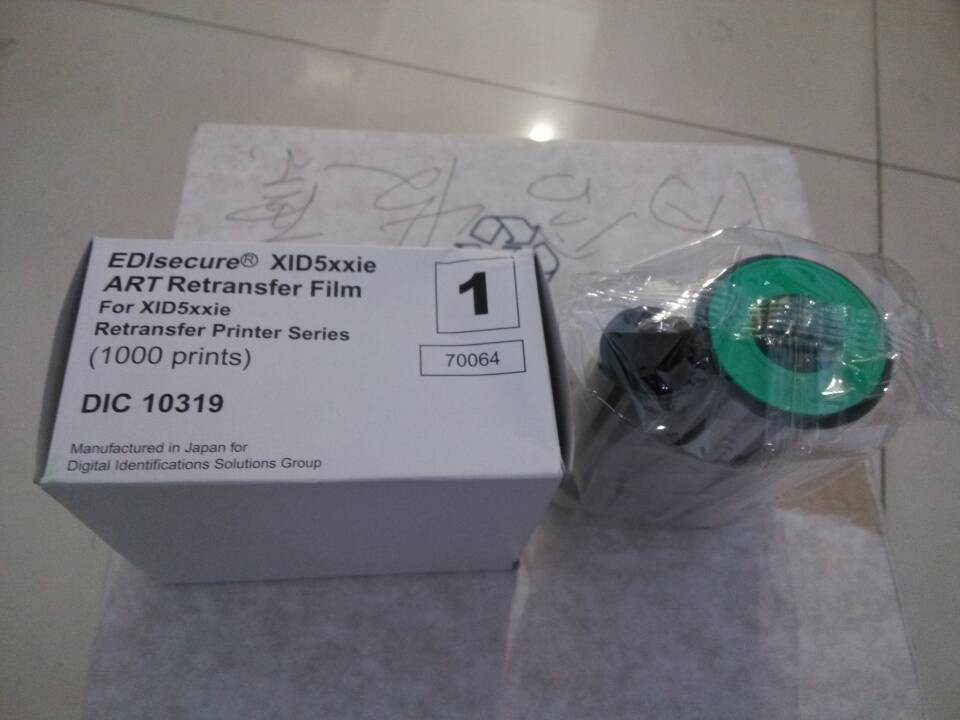 EDIsecure® XID5xxie
ART Retransfer Film
For XID5xxie
Retransfer Printer Series
(1000 prints)
1
70064
DIC 10319
Manufactured in Japan for
Digital Identifications Solutions Group